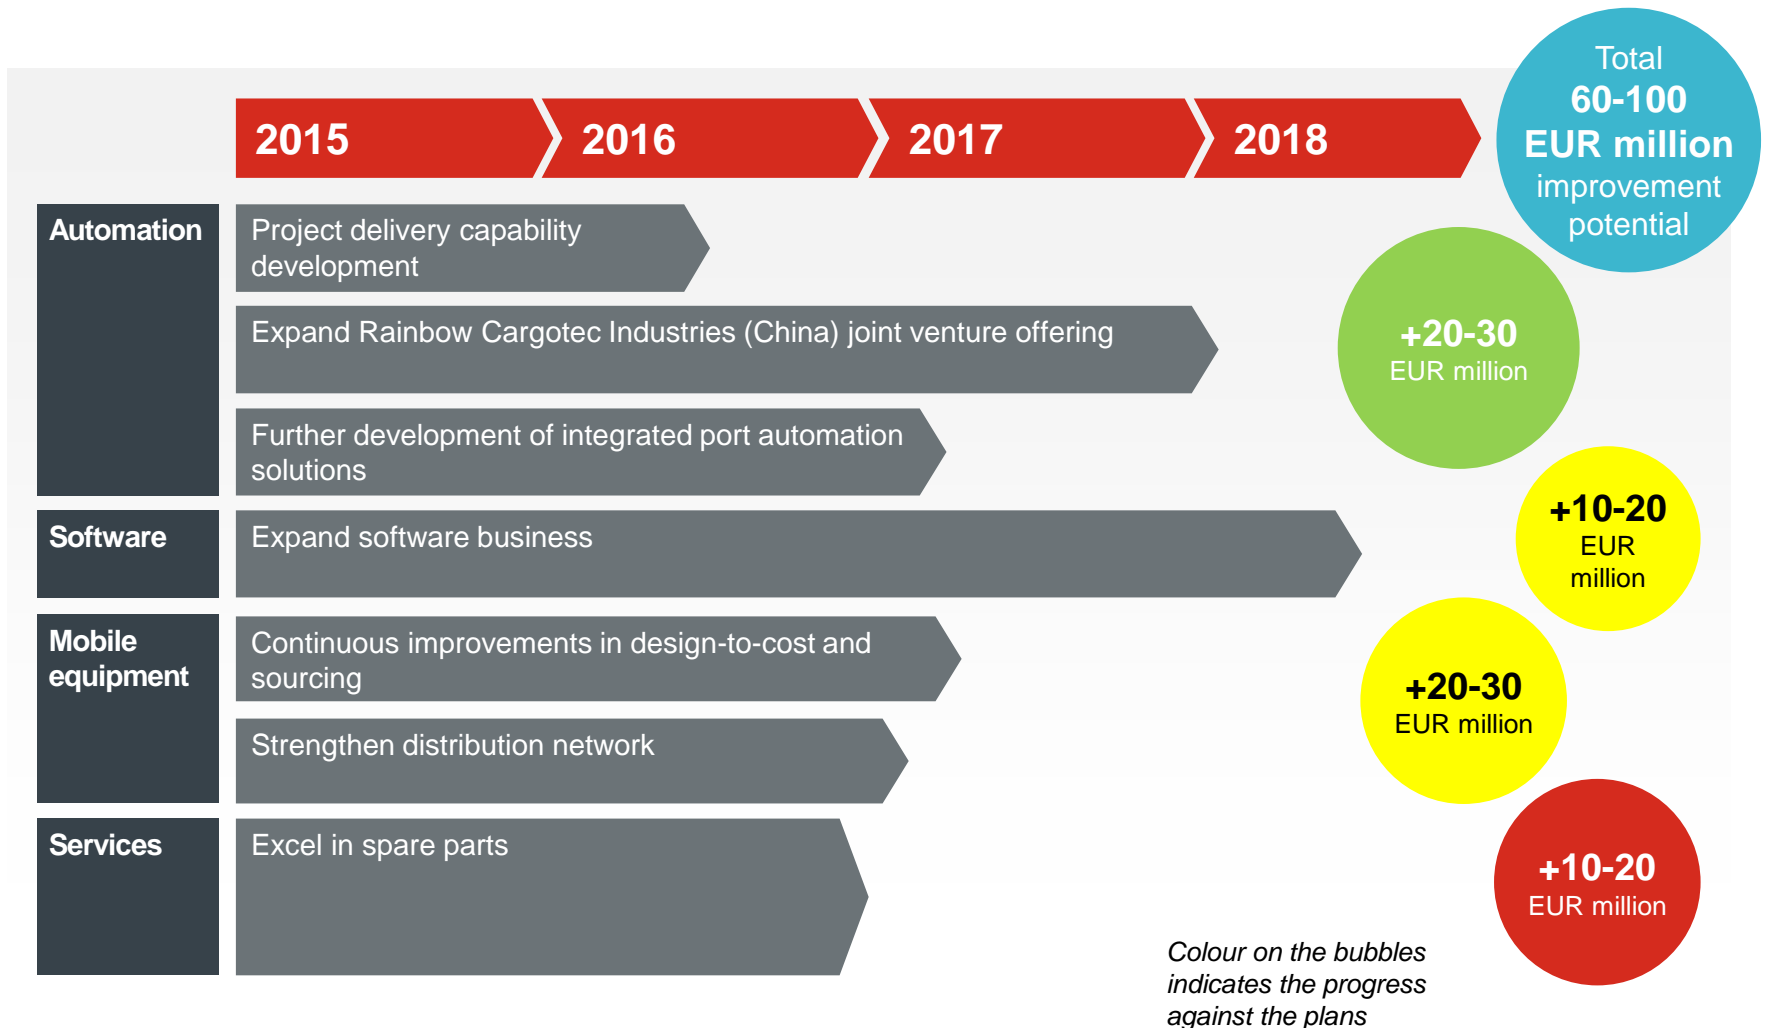 2015
2016
2017
2018
Total
60-100
EUR million
improvement
potential
Automation
Project delivery capability
development
Expand Rainbow Cargotec Industries (China) joint venture offering
Further development of integrated port automation
solutions
+20-30
EUR million
Software
Expand software business
+10-20
EUR
million
Mobile
equipment
Continuous improvements in design-to-cost and
sourcing
Strengthen distribution network
+20-30
EUR million
Services
Excel in spare parts
+10-20
EUR million
Colour on the bubbles
indicates the progress
against the plans